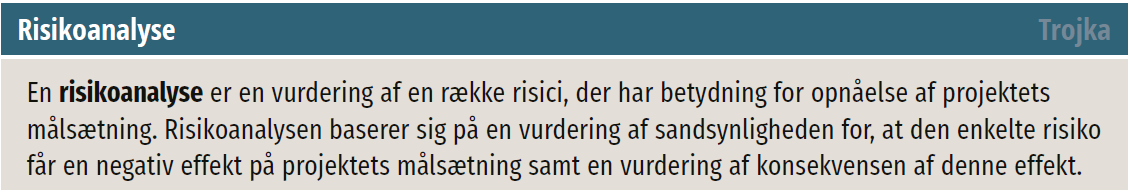 Risikoanalyse Trojka
En risikoanalyse er en vurdering af en række risici, der har betydning for opnåelse af projektets
målsætning. Risikoanalysen baserer sig på en vurdering af sandsynligheden for, at den enkelte risiko
får en negativ effekt på projektets målsætning samt en vurdering af konsekvensen af denne effekt.